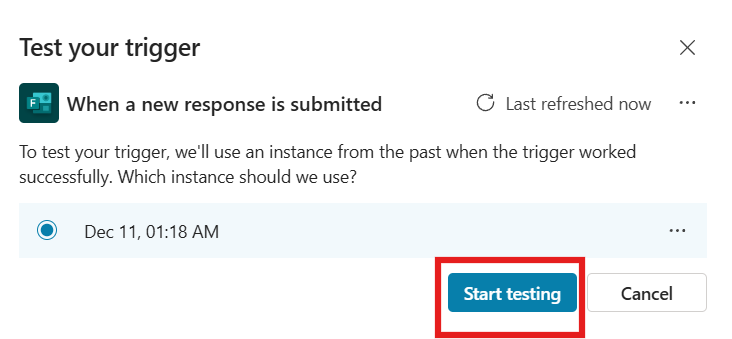 Test your trigger
F
When a new response is submitted
Last refreshed now
To test your trigger, we'll use an instance from the past when the trigger worked
successfully. Which instance should we use?
Dec 11, 01:18 AM
Start testing
Cancel